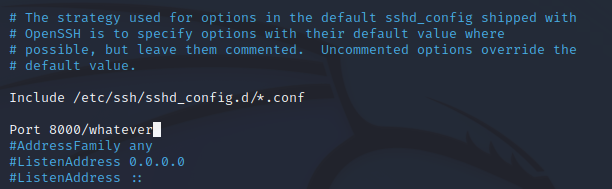 # The strategy used for options in the default sshd_config shipped with
# OpenSSH is to specify options with their default value where
# possible, but leave them commented.  Uncommented options override the
# default value.
Include /etc/ssh/sshd_config.d/*.conf
Port 8000/whatever
#AddressFamily any
#ListenAddress 0.0.0.0
#ListenAddress ::